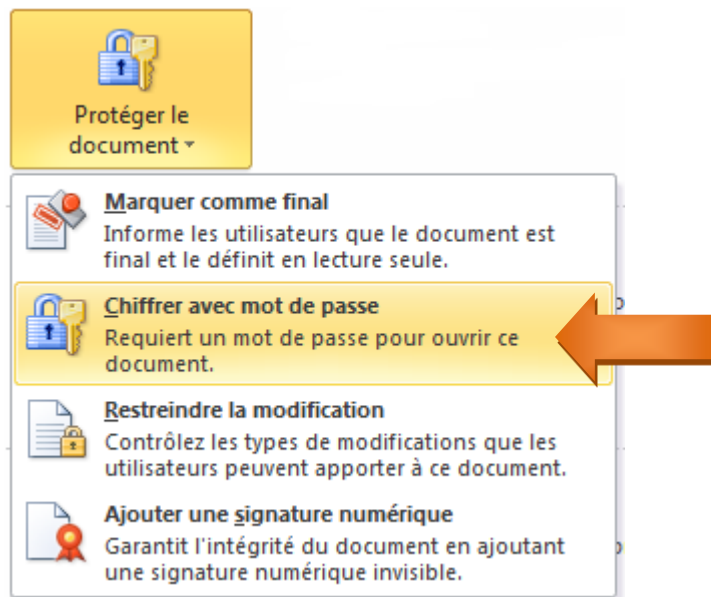 Protéger le
document
Marquer comme final
Informe les utilisateurs que le document est
final et le définit en lecture seule.
Chiffrer avec mot de passe
Requiert un mot de passe pour ouvrir ce
document.
Restreindre la modification
Contrôlez les types de modifications que les
utilisateurs peuvent apporter à ce document.
Ajouter une signature numérique
Garantit l'intégrité du document en ajoutant
une signature numérique invisible.